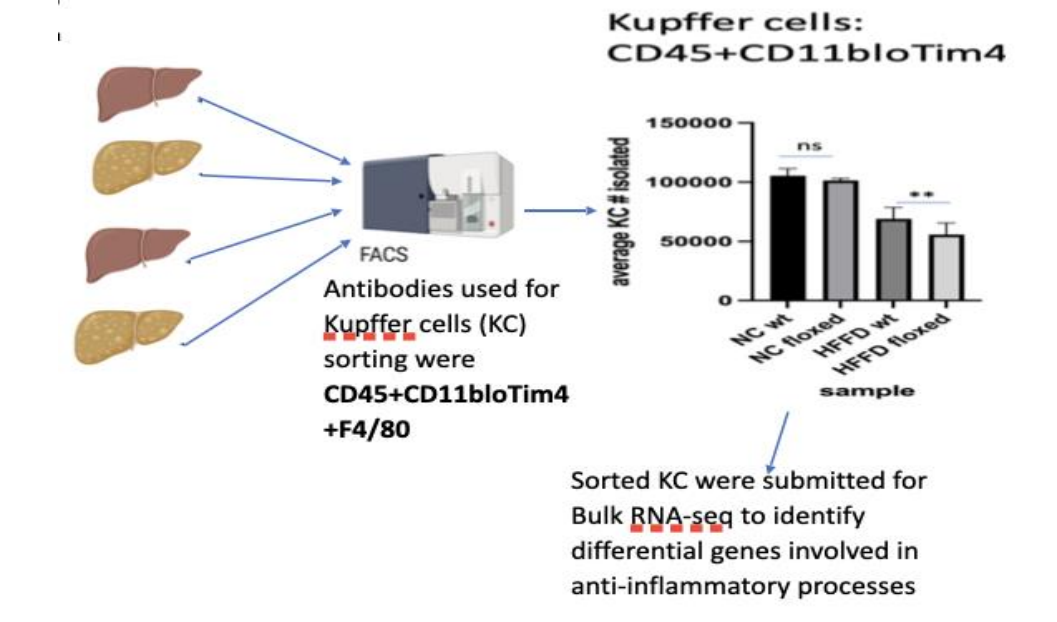 Kupffer cells:
CD45+CD11bloTim4
150000
100000
50000
0
average KC # isolated
ns
**
NC wt
NC floxed
HFFD wt
HFFD floxed
sample
FACS
Antibodies used for
Kupffer cells (KC)
sorting were
CD45+CD11bloTim4
+F4/80
Sorted KC were submitted for
Bulk RNA-seq to identify
differential genes involved in
anti-inflammatory processes